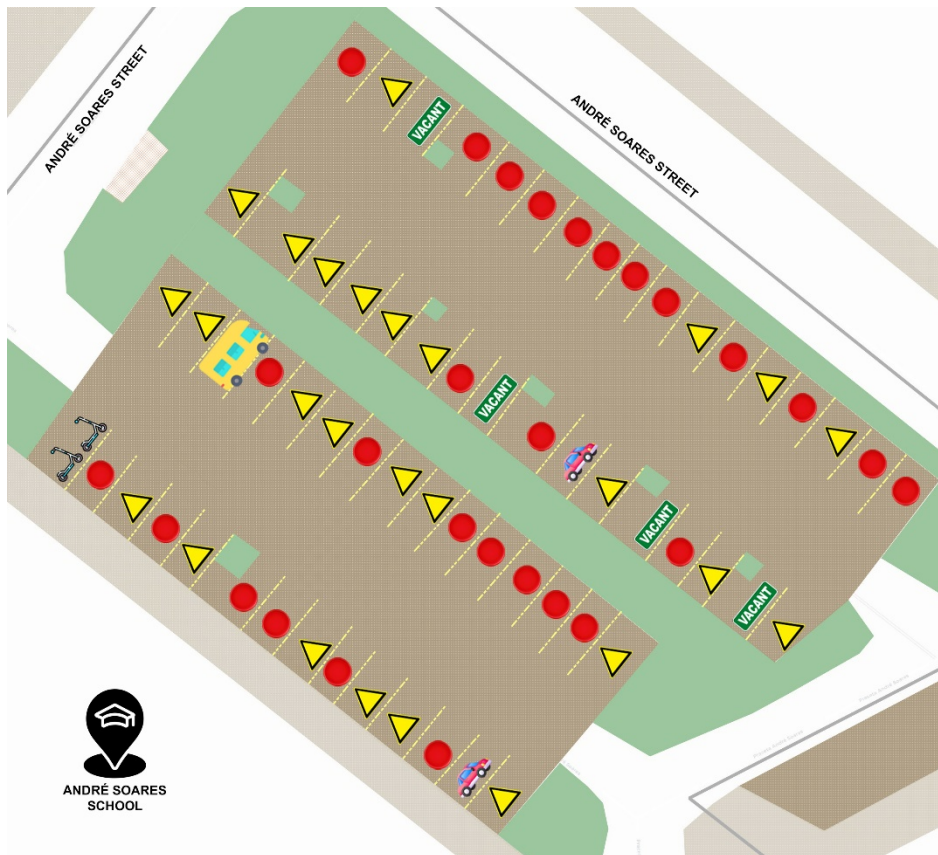 ANDRÉ SOARES STREET
ANDRÉ SOARES STREET
VACANT
VACANT
VACANT
VACANT
ANDRÉ SOARES
SCHOOL